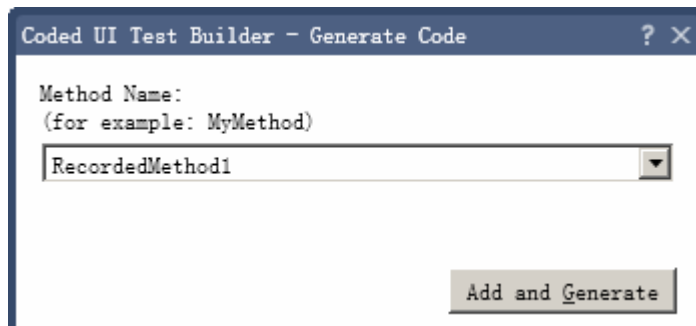 Coded UI Test Builder - Generate Code ? ×
Method Name:
(for example: MyMethod)
RecordedMethod1
Add and Generate